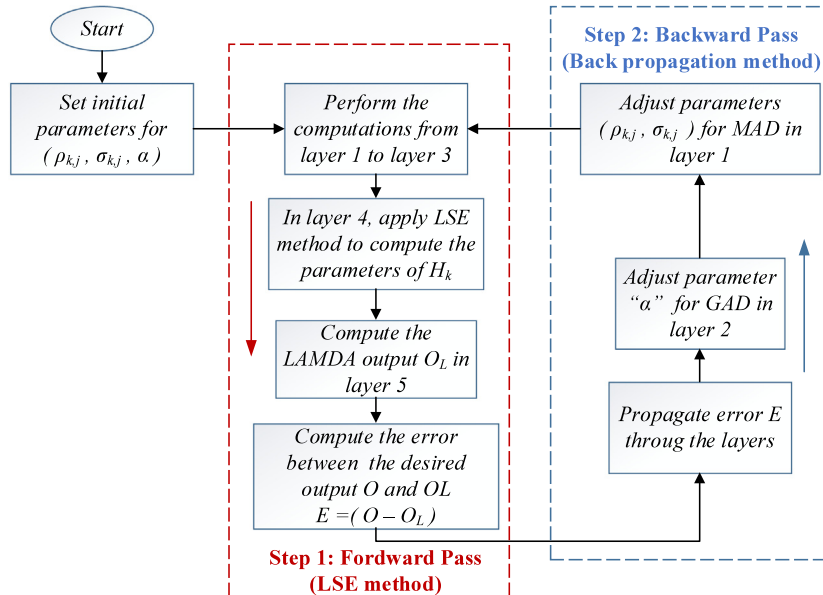 Start
Set initial
parameters for
( ρk,j , σk,j , α )
Perform the
computations from
layer 1 to layer 3
In layer 4, apply LSE
method to compute the
parameters of Hk
Compute the
LAMDA output OL in
layer 5
Compute the error
between the desired
output O and OL
E =( O – OL )
Step 1: Fordward Pass
(LSE method)
Step 2: Backward Pass
(Back propagation method)
Adjust parameters
( ρk,j , σk,j ) for MAD in
layer 1
Adjust parameter
“α” for GAD in
layer 2
Propagate error E
throug the layers